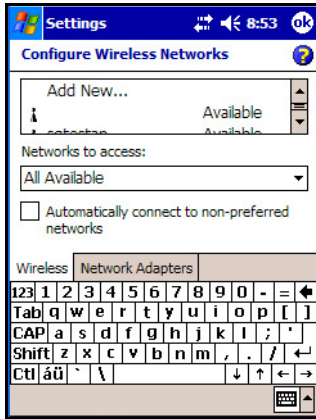 Settings 8:53 ok
Configure Wireless Networks ?
Add New...
Available
Available
Networks to access:
All Available
Automatically connect to non-preferred
networks
Wireless Network Adapters
123 1 2 3 4 5 6 7 8 9 0 - =
Tab q w e r t y u i o p [ ]
CAP a s d f g h j k l ; '
Shift z x c v b n m , . /
Ctl áü ` \